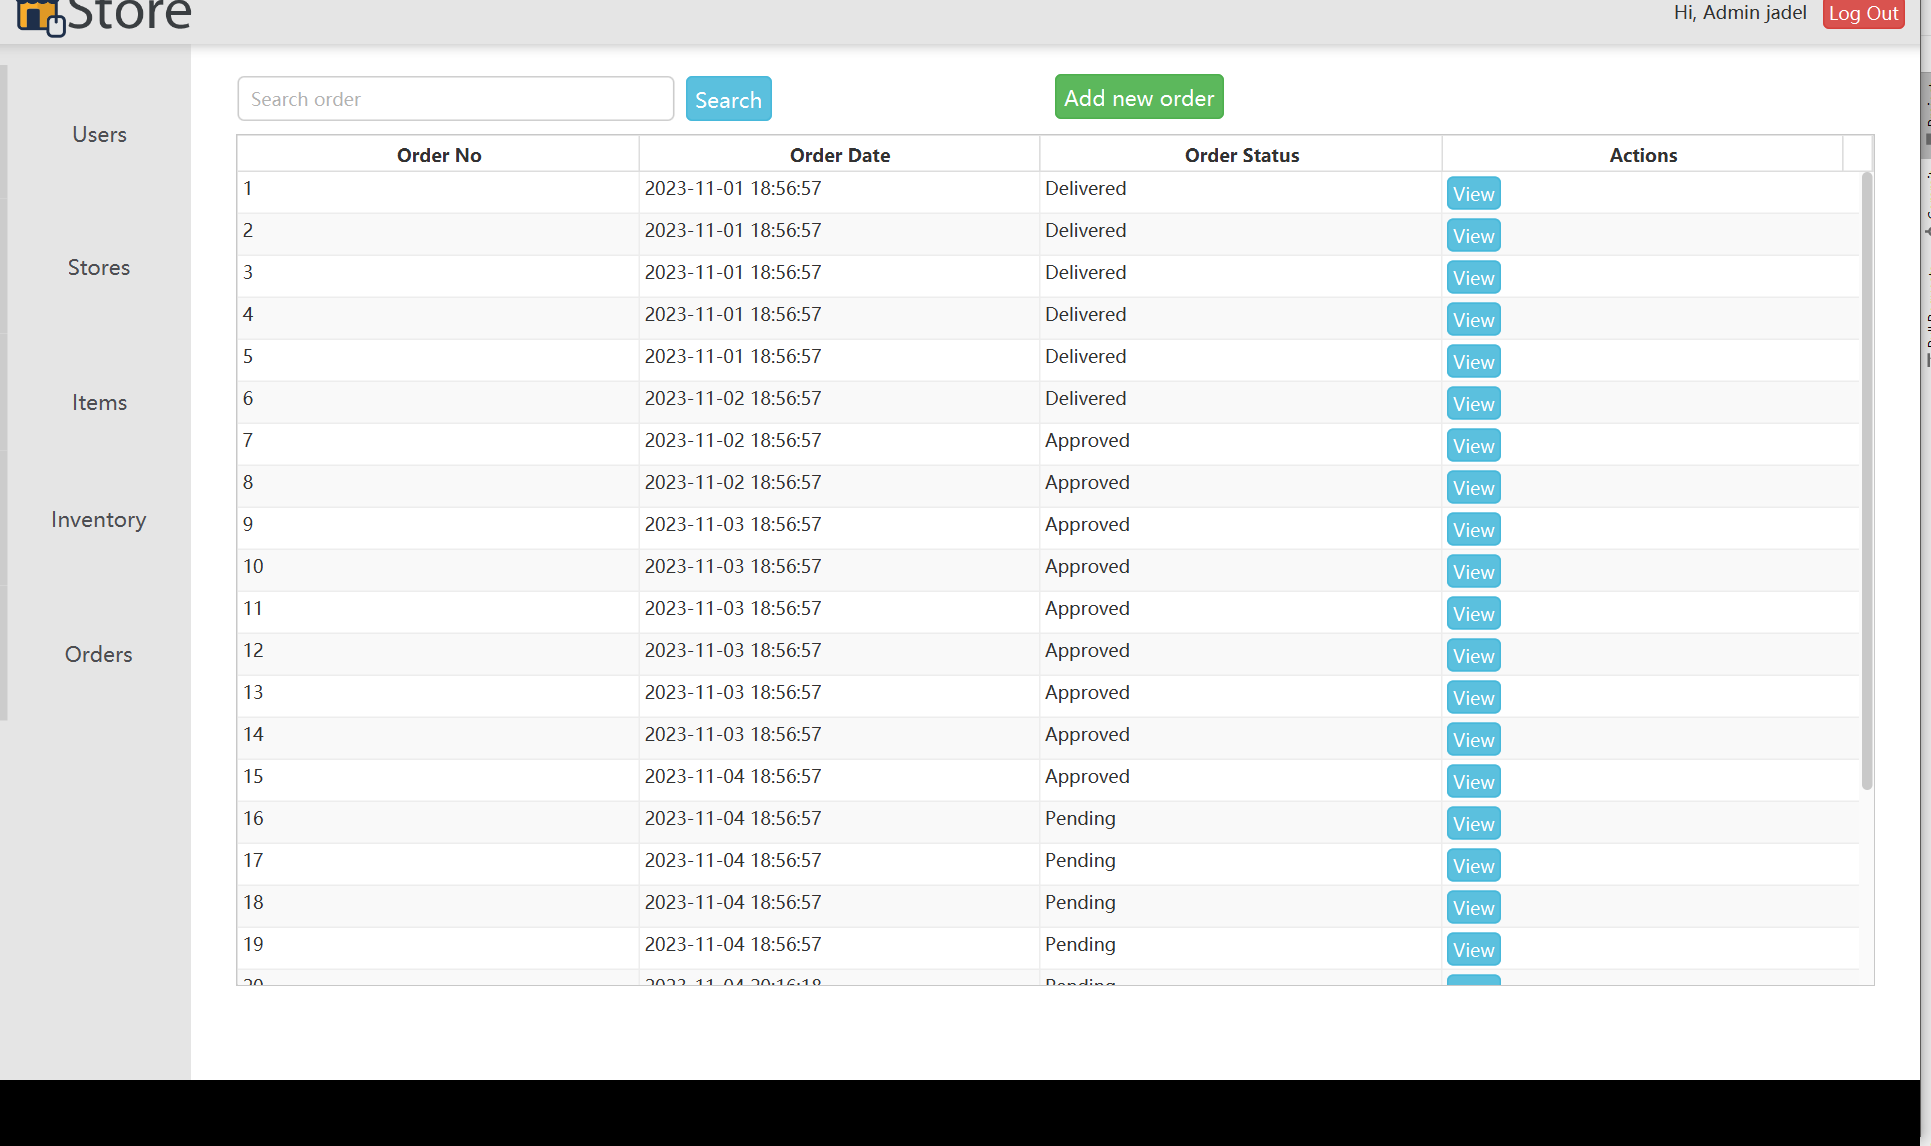 Store
Hi, Admin jadel
Log Out
Search order
Search
Add new order
Users
Stores
Items
Inventory
Orders
Order No Order Date Order Status Actions
1 2023-11-01 18:56:57 Delivered View
2 2023-11-01 18:56:57 Delivered View
3 2023-11-01 18:56:57 Delivered View
4 2023-11-01 18:56:57 Delivered View
5 2023-11-01 18:56:57 Delivered View
6 2023-11-02 18:56:57 Delivered View
7 2023-11-02 18:56:57 Approved View
8 2023-11-02 18:56:57 Approved View
9 2023-11-03 18:56:57 Approved View
10 2023-11-03 18:56:57 Approved View
11 2023-11-03 18:56:57 Approved View
12 2023-11-03 18:56:57 Approved View
13 2023-11-03 18:56:57 Approved View
14 2023-11-03 18:56:57 Approved View
15 2023-11-04 18:56:57 Approved View
16 2023-11-04 18:56:57 Pending View
17 2023-11-04 18:56:57 Pending View
18 2023-11-04 18:56:57 Pending View
19 2023-11-04 18:56:57 Pending View
20 2023-11-04 20:16:18 Pending